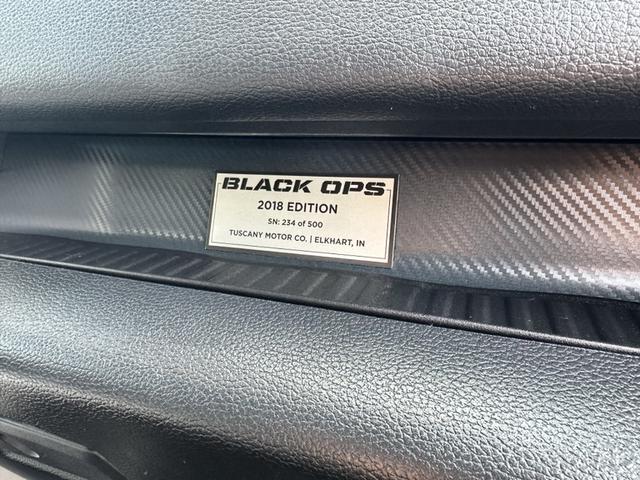 BLACK OPS
2018 EDITION
SN: 234 of 500
TUSCANY MOTOR CO. | ELKHART, IN